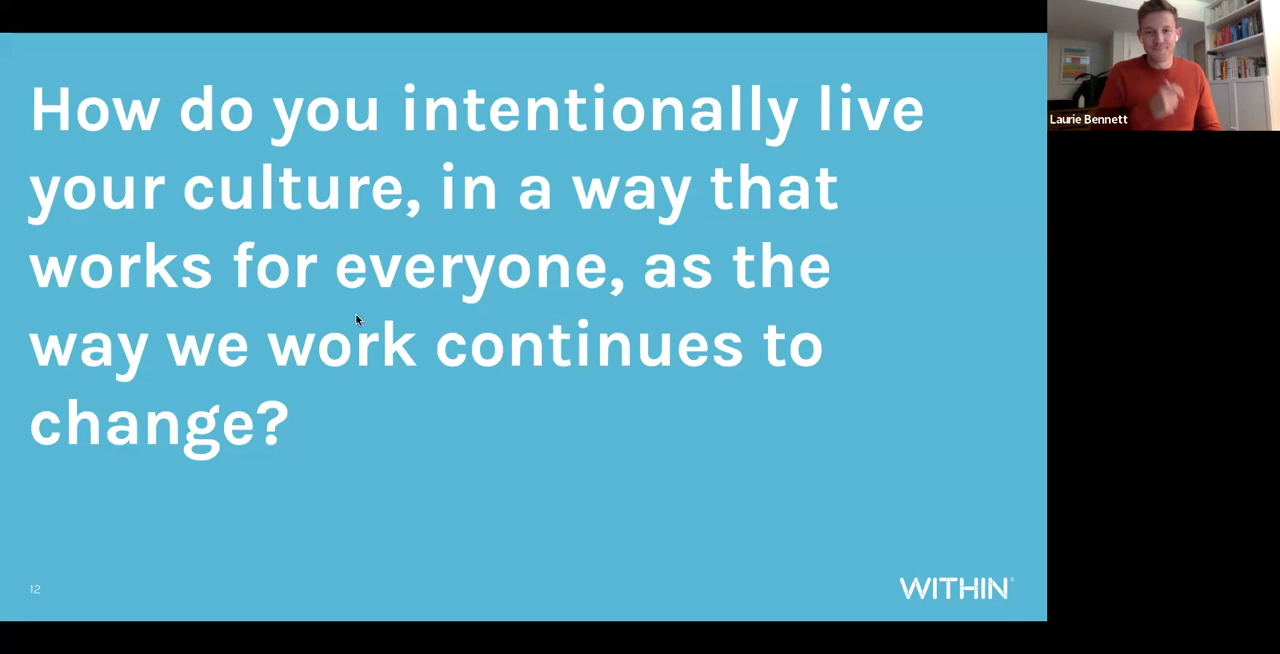 How do you intentionally live
your culture, in a way that
works for everyone, as the
way we work continues to
change?
12
WITHIN®
Laurie Bennett